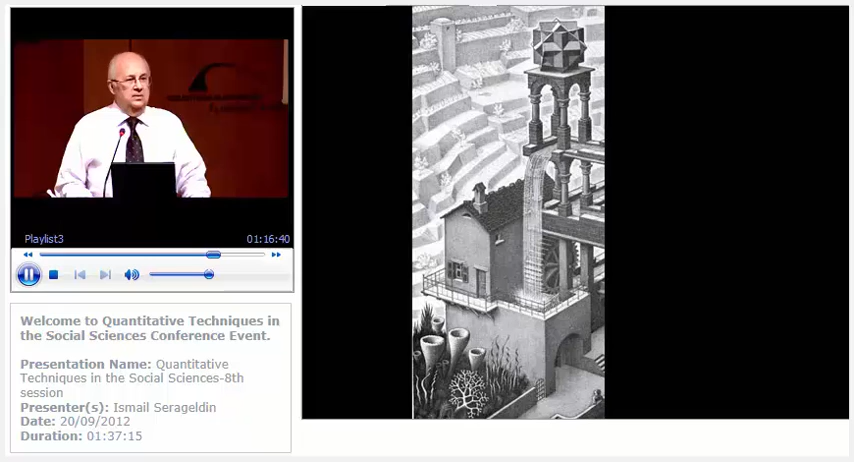 Playlist3 01:16:40
Welcome to Quantitative Techniques in
the Social Sciences Conference Event.
Presentation Name: Quantitative
Techniques in the Social Sciences-8th
session
Presenter(s): Ismail Serageldin
Date: 20/09/2012
Duration: 01:37:15